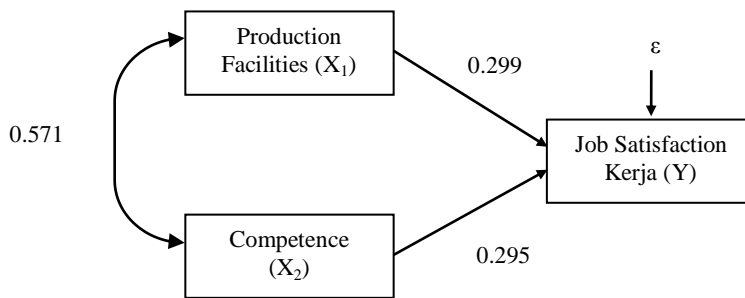 Production
Facilities (X₁)
0.299
ε
0.571
Job Satisfaction
Kerja (Y)
Competence
(X₂)
0.295